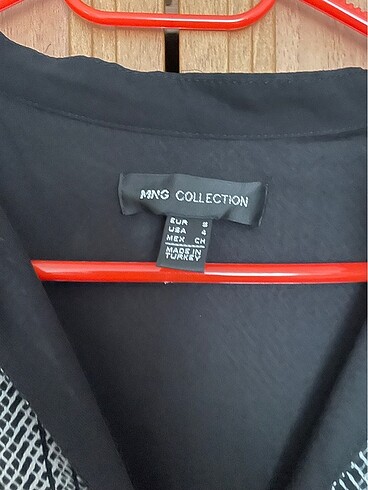 MNG COLLECTION
EUR S
USA 4
MEX CH
MADE IN
TURKEY